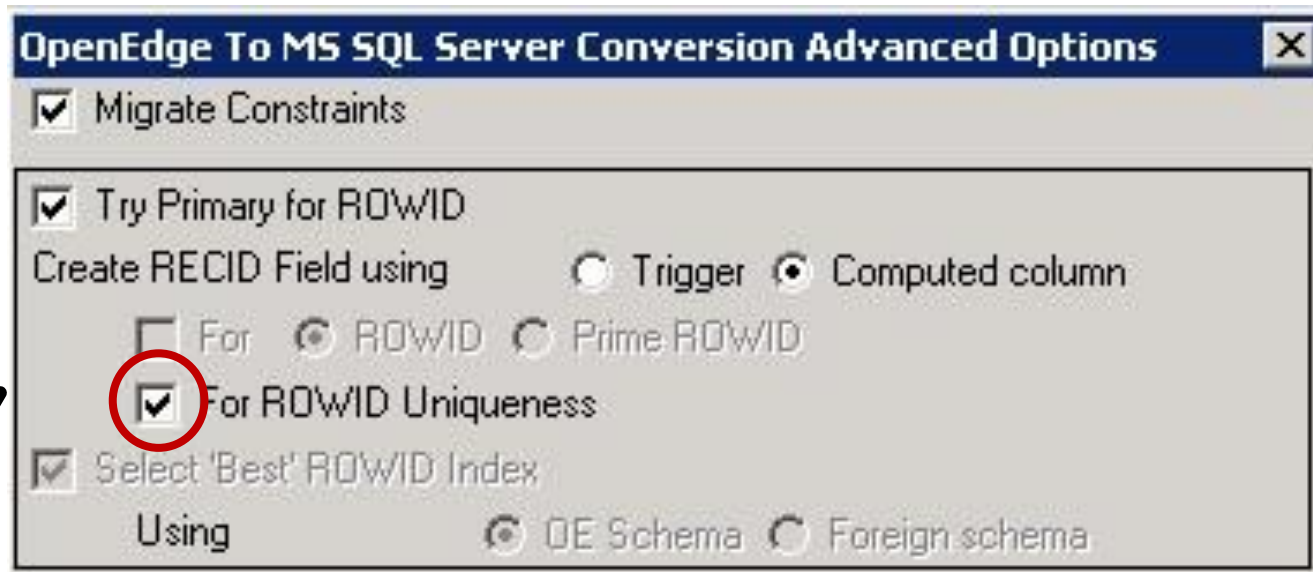 OpenEdge To MS SQL Server Conversion Advanced Options
Migrate Constraints
Try Primary for ROWID
Create RECID Field using Trigger Computed column
For ROWID Prime ROWID
For ROWID Uniqueness
Select 'Best' ROWID Index
Using OE Schema Foreign schema